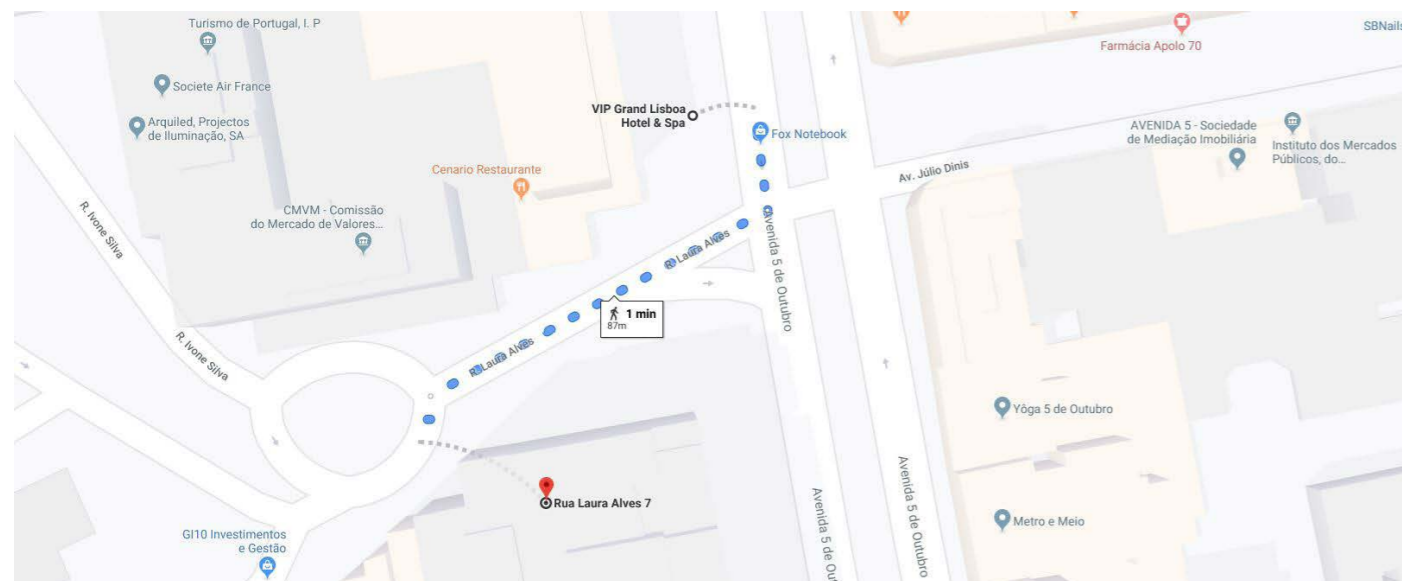 Turismo de Portugal, I. P
Societe Air France
Arquiled, Projectos
de Iluminação, SA
VIP Grand Lisboa
Hotel & Spa
Fox Notebook
Farmácia Apolo 70
SBNails
AVENIDA 5 - Sociedade
de Mediação Imobiliária
Instituto dos Mercados
Públicos, do...
Av. Júlio Dinis
Cenario Restaurante
CMVM - Comissão
do Mercado de Valores...
R. Ivone Silva
R. Laura Alves
Avenida 5 de Outubro
1 min
87m
R. Ivone Silva
R. Laura Alves
Yôga 5 de Outubro
Rua Laura Alves 7
Avenida 5 de Out
Avenida 5 de Outubro
Metro e Meio
GI10 Investimentos
e Gestão